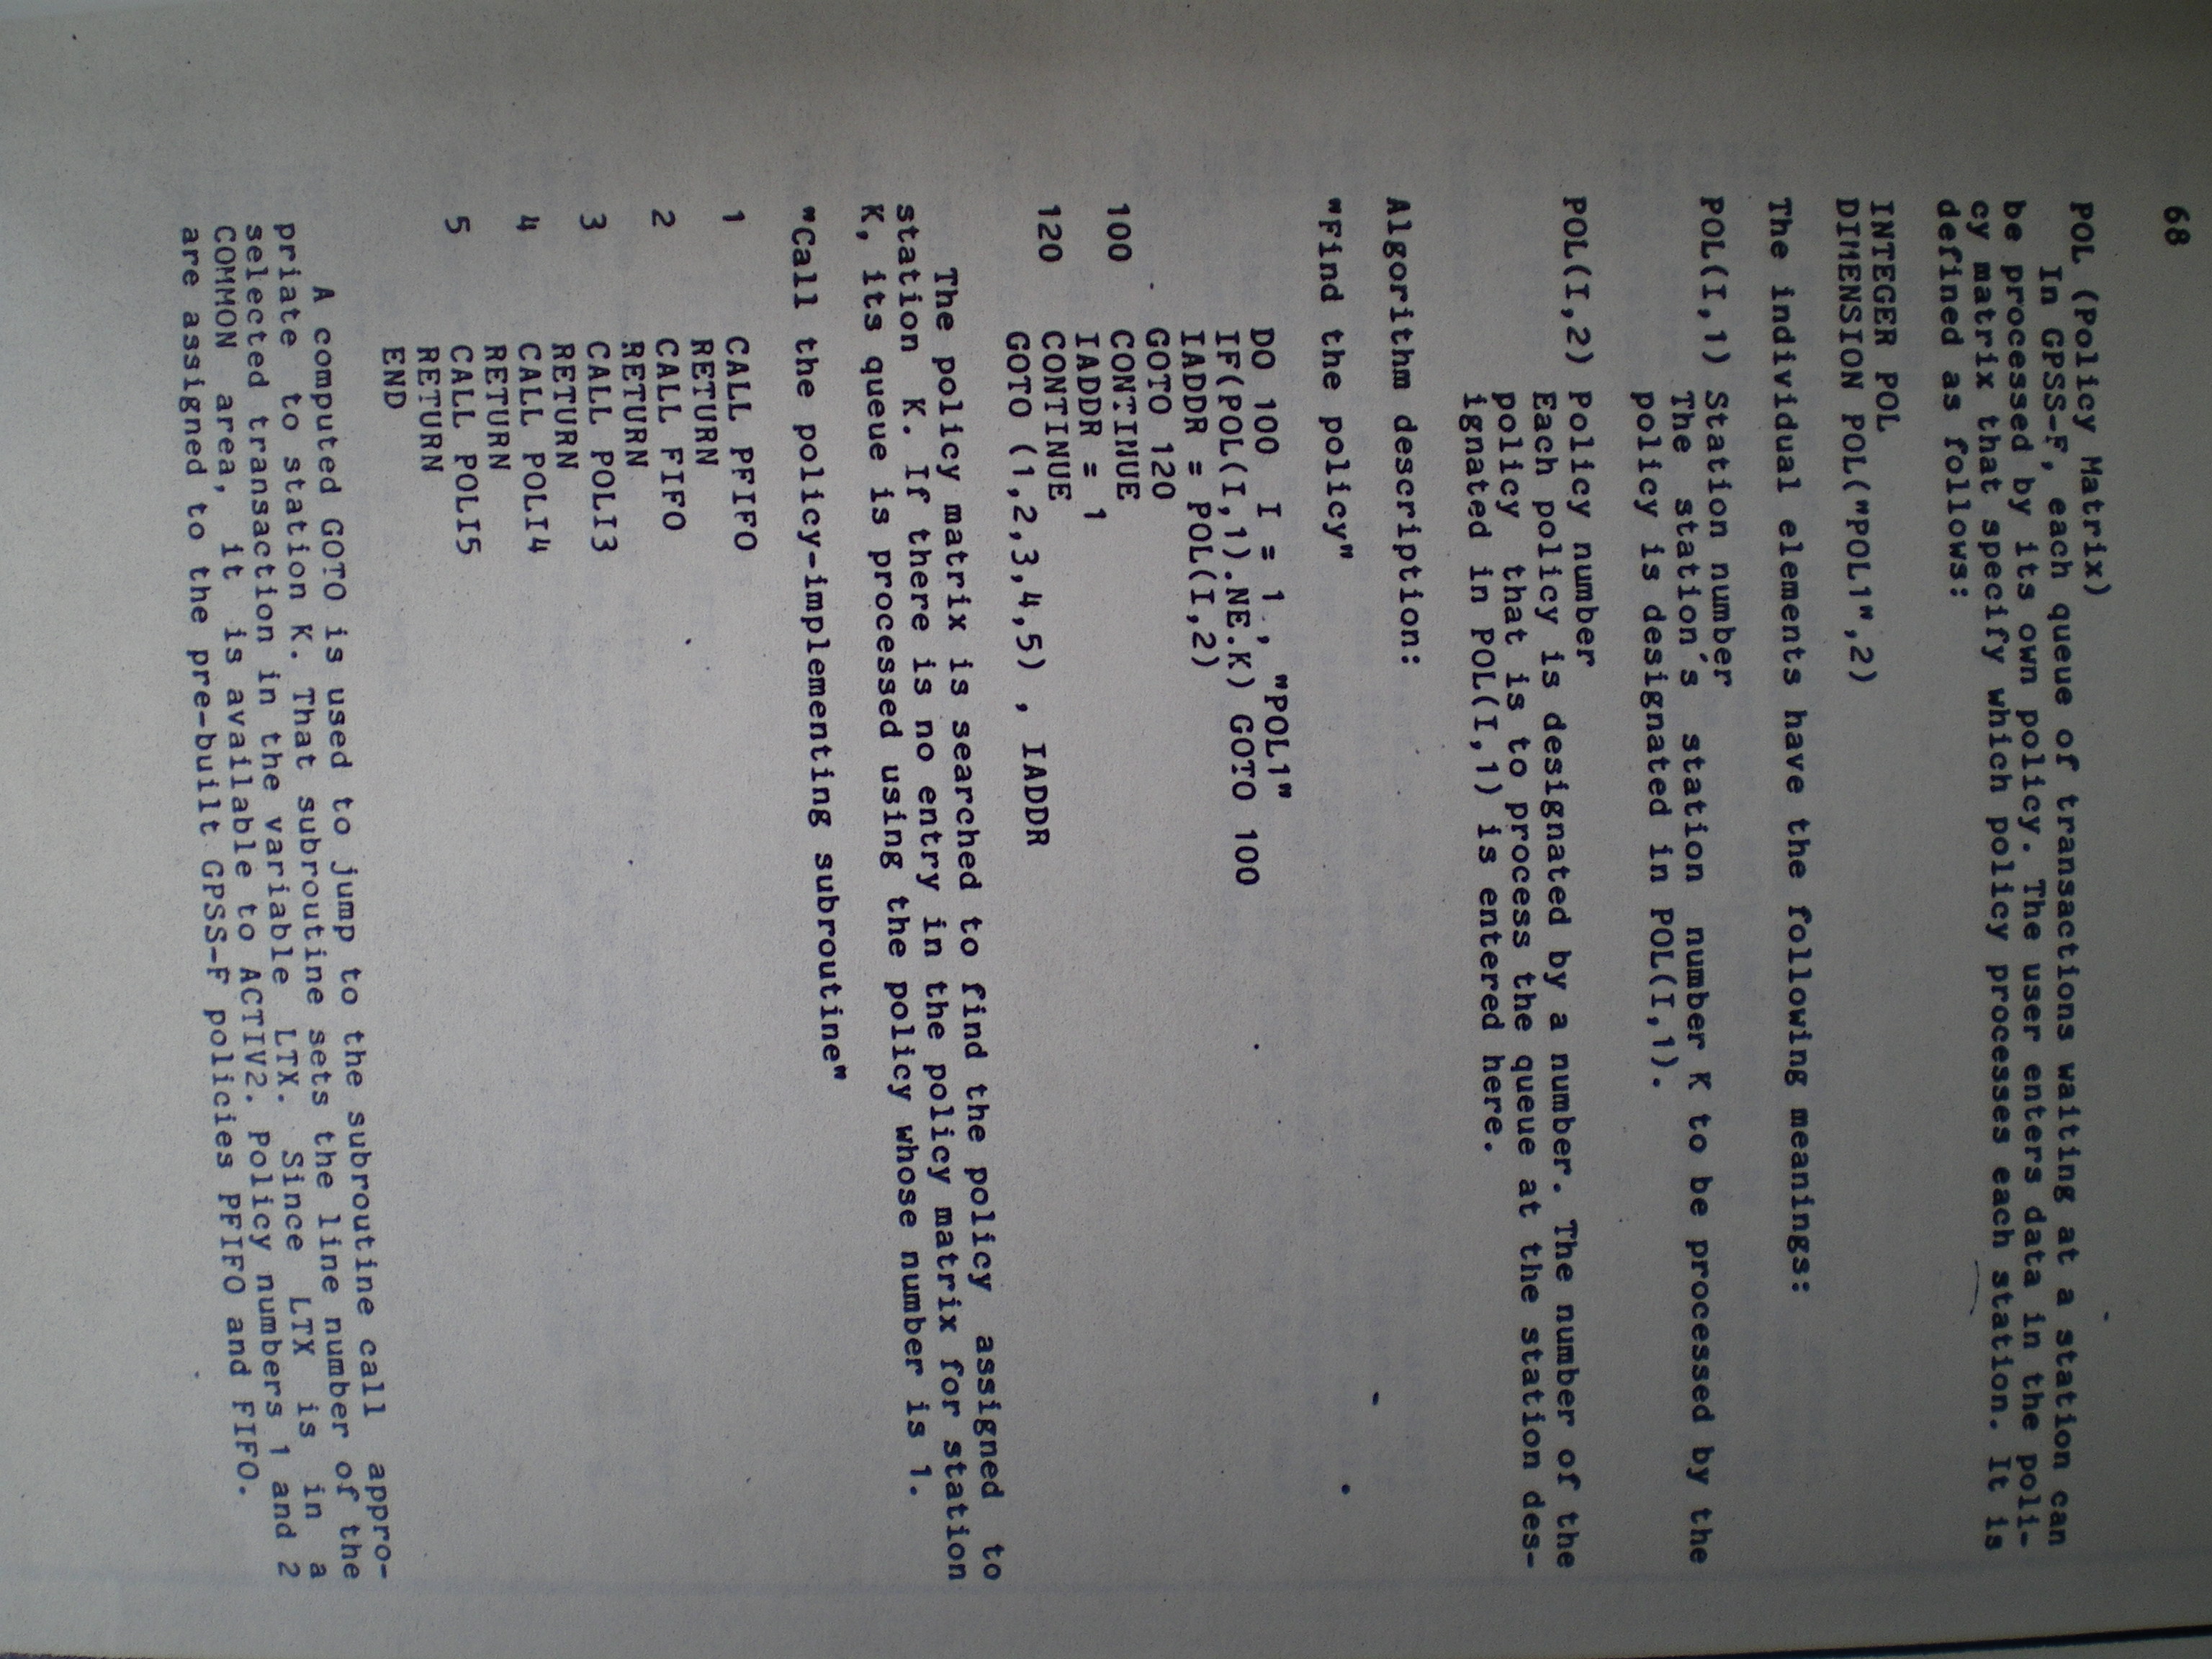 68
POL (Policy Matrix)
In GPSS-F, each queue of transactions waiting at a station can
be processed by its own policy. The user enters data in the poli-
cy matrix that specify which policy processes each station. It is
defined as follows:
INTEGER POL
DIMENSION POL("POL1",2)
The individual elements have the following meanings:
POL(I,1) Station number
The station's station number K to be processed by the
policy is designated in POL(I,1).
POL(I,2) Policy number
Each policy is designated by a number. The number of the
policy that is to process the queue at the station des-
ignated in POL(I,1) is entered here.
Algorithm description:
"Find the policy"
DO 100 I = 1, "POL1"
IF(POL(I,1).NE.K) GOTO 100
IADDR = POL(I,2)
GOTO 120
100 CONTINUE
IADDR = 1
120 CONTINUE
GOTO (1,2,3,4,5) , IADDR
The policy matrix is searched to find the policy assigned to
station K. If there is no entry in the policy matrix for station
K, its queue is processed using the policy whose number is 1.
"Call the policy-implementing subroutine"
1 CALL PFIFO
RETURN
2 CALL FIFO
RETURN
3 CALL POLI3
RETURN
4 CALL POLI4
RETURN
5 CALL POLI5
RETURN
END
A computed GOTO is used to jump to the subroutine call appro-
priate to station K. That subroutine sets the line number of the
selected transaction in the variable LTX. Since LTX is in a
COMMON area, it is available to ACTIV2. Policy numbers 1 and 2
are assigned to the pre-built GPSS-F policies PFIFO and FIFO.